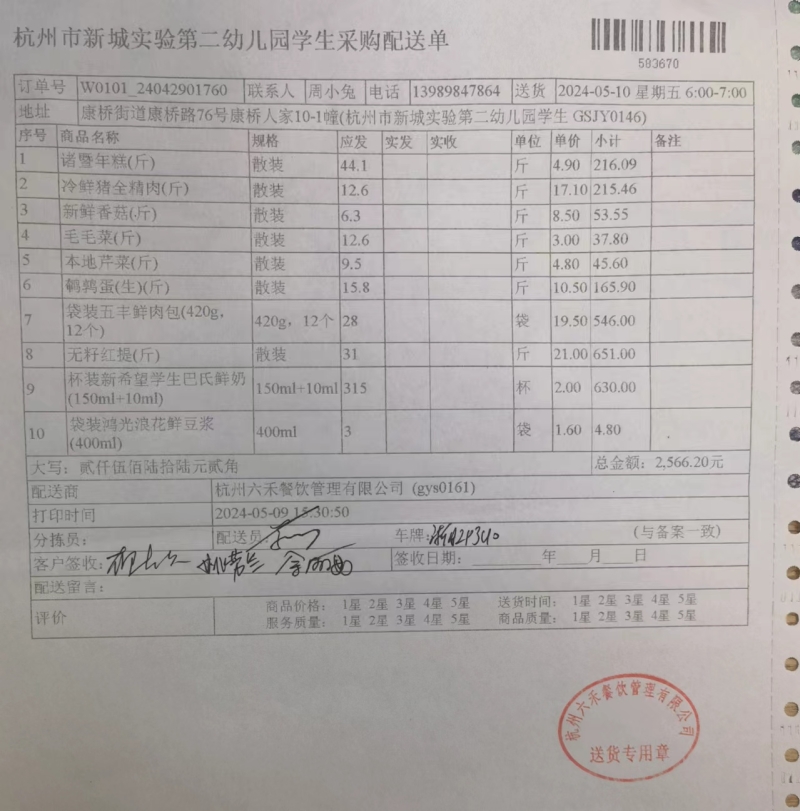 杭州市新城实验第二幼儿园学生采购配送单
583670
订单号 W0101_24042901760 联系人 周小兔 电话 13989847864 送货 2024-05-10 星期五 6:00-7:00
地址 康桥街道康桥路76号康桥人家10-1幢(杭州市新城实验第二幼儿园学生 GSJY0146)
序号 商品名称 规格 应发 实发 实收 单位 单价 小计 备注
1 诸暨年糕(斤) 散装 44.1 斤 4.90 216.09
2 冷鲜猪全精肉(斤) 散装 12.6 斤 17.10 215.46
3 新鲜香菇(斤) 散装 6.3 斤 8.50 53.55
4 毛毛菜(斤) 散装 12.6 斤 3.00 37.80
5 本地芹菜(斤) 散装 9.5 斤 4.80 45.60
6 鹌鹑蛋(生)(斤) 散装 15.8 斤 10.50 165.90
7 袋装五丰鲜肉包(420g, 420g, 12个 28 袋 19.50 546.00
12个)
8 无籽红提(斤) 散装 31 斤 21.00 651.00
9 杯装新希望学生巴氏鲜奶 150ml+10ml 315 杯 2.00 630.00
(150ml+10ml)
10 袋装鸿光浪花鲜豆浆 400ml 3 袋 1.60 4.80
(400ml)
大写: 贰仟伍佰陆拾陆元贰角 总金额: 2,566.20元
配送商 杭州六禾餐饮管理有限公司 (gys0161)
打印时间 2024-05-09 15:30:50
分拣员: 配送员 车牌: (与备案一致)
客户签收: 签收日期: 年 月 日
配送留言:
评价 商品价格: 1星 2星 3星 4星 5星 送货时间: 1星 2星 3星 4星 5星
服务质量: 1星 2星 3星 4星 5星 商品质量: 1星 2星 3星 4星 5星
杭州六禾餐饮管理有限公司
送货专用章